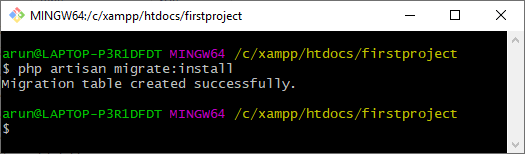 MINGW64:/c/xampp/htdocs/firstproject
arun@LAPTOP-P3R1DFDT MINGW64 /c/xampp/htdocs/firstproject
$ php artisan migrate:install
Migration table created successfully.
arun@LAPTOP-P3R1DFDT MINGW64 /c/xampp/htdocs/firstproject
$